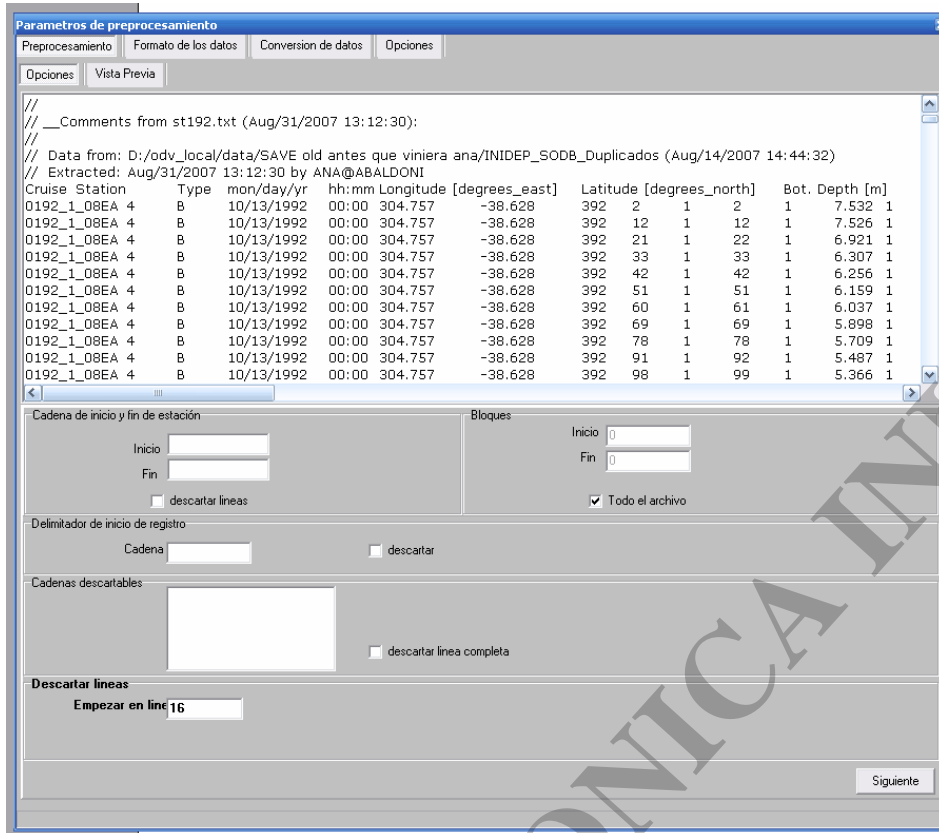 Parametros de preprocesamiento
Preprocesamiento Formato de los datos Conversion de datos Opciones
Opciones Vista Previa
//
// __Comments from st192.txt (Aug/31/2007 13:12:30):
//
// Data from: D:/odv_local/data/SAVE old antes que viniera ana/INIDEP_SODB_Duplicados (Aug/14/2007 14:44:32)
// Extracted: Aug/31/2007 13:12:30 by ANA@ABALDONI
Cruise Station Type mon/day/yr hh:mm Longitude [degrees_east] Latitude [degrees_north] Bot. Depth [m]
0192_1_08EA 4 B 10/13/1992 00:00 304.757 -38.628 392 2 1 2 1 7.532 1
0192_1_08EA 4 B 10/13/1992 00:00 304.757 -38.628 392 12 1 12 1 7.526 1
0192_1_08EA 4 B 10/13/1992 00:00 304.757 -38.628 392 21 1 22 1 6.921 1
0192_1_08EA 4 B 10/13/1992 00:00 304.757 -38.628 392 33 1 33 1 6.307 1
0192_1_08EA 4 B 10/13/1992 00:00 304.757 -38.628 392 42 1 42 1 6.256 1
0192_1_08EA 4 B 10/13/1992 00:00 304.757 -38.628 392 51 1 51 1 6.159 1
0192_1_08EA 4 B 10/13/1992 00:00 304.757 -38.628 392 60 1 61 1 6.037 1
0192_1_08EA 4 B 10/13/1992 00:00 304.757 -38.628 392 69 1 69 1 5.898 1
0192_1_08EA 4 B 10/13/1992 00:00 304.757 -38.628 392 78 1 78 1 5.709 1
0192_1_08EA 4 B 10/13/1992 00:00 304.757 -38.628 392 91 1 92 1 5.487 1
0192_1_08EA 4 B 10/13/1992 00:00 304.757 -38.628 392 98 1 99 1 5.366 1
Cadena de inicio y fin de estación
Inicio
Fin
descartar lineas
Bloques
Inicio 0
Fin 0
Todo el archivo
Delimitador de inicio de registro
Cadena
descartar
Cadenas descartables
descartar linea completa
Descartar lineas
Empezar en line 16
Siguiente
ONICA IN